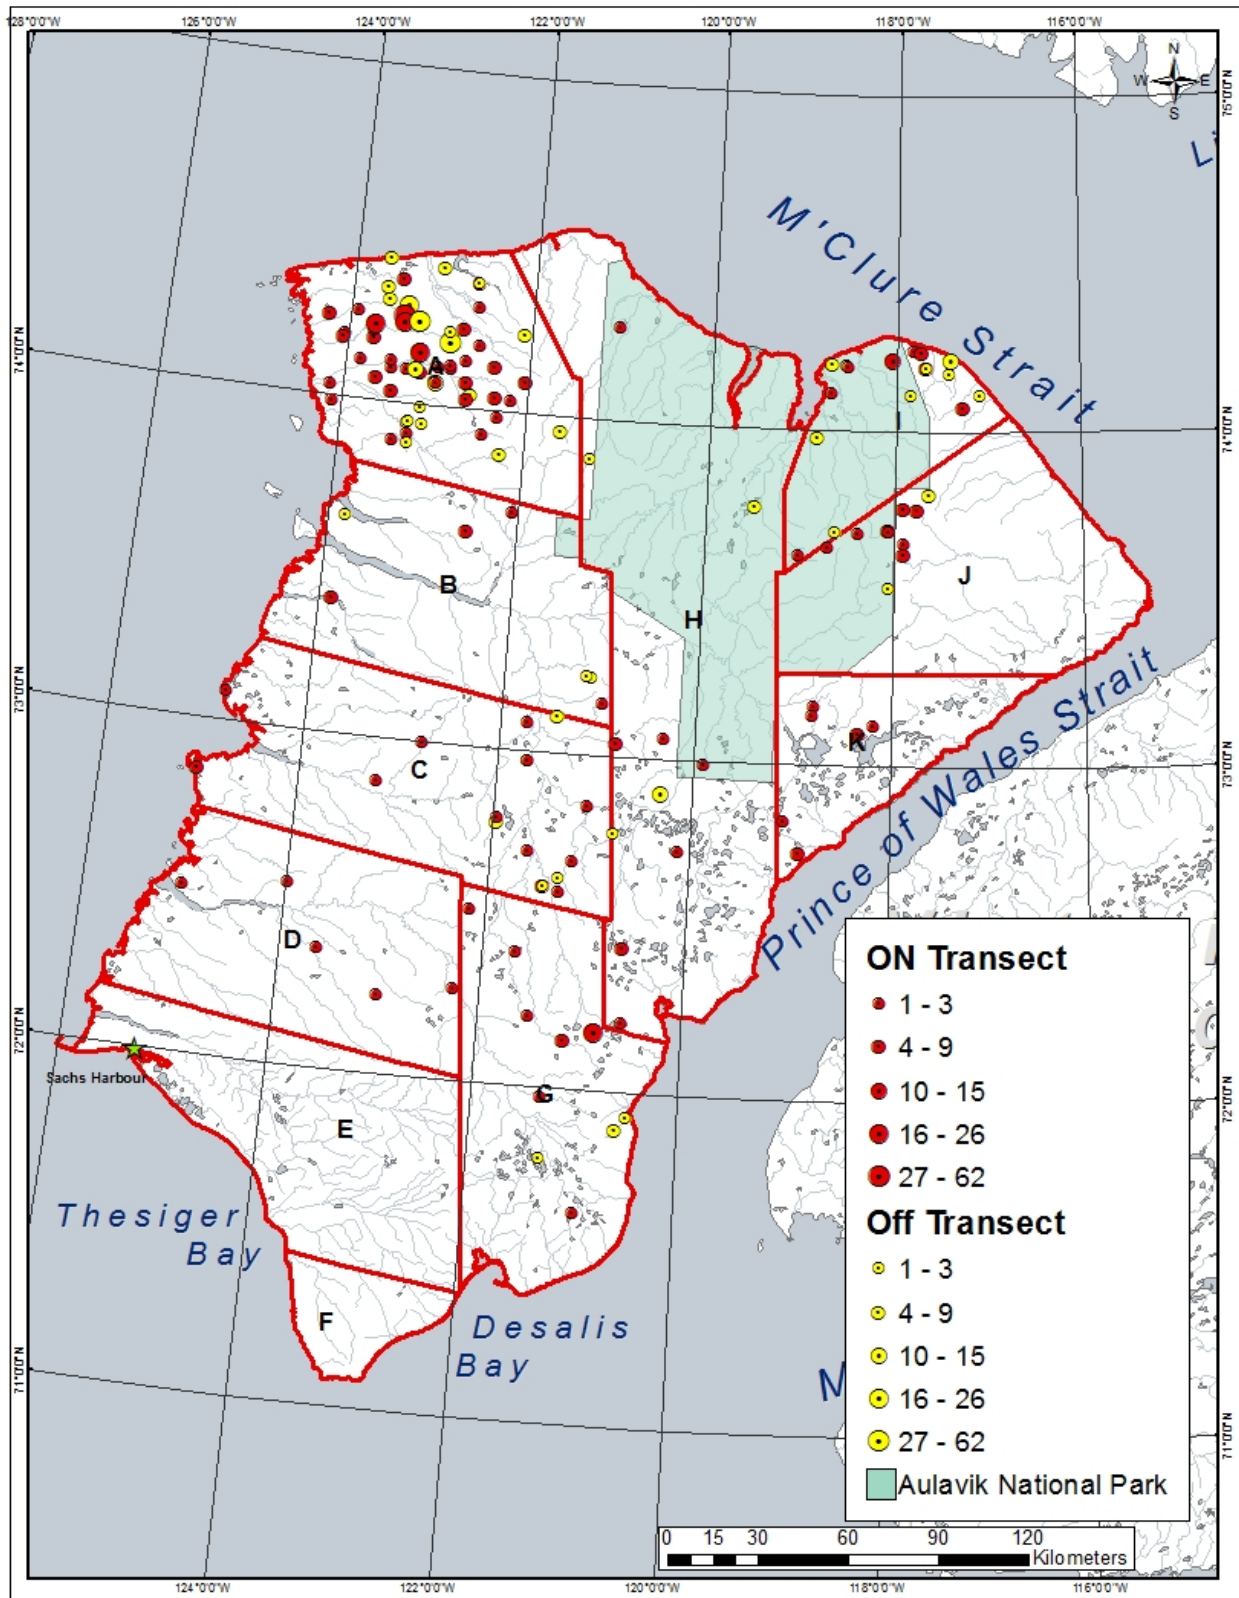 128°0'0"W 126°0'0"W 124°0'0"W 122°0'0"W 120°0'0"W 118°0'0"W 116°0'0"W
N
W E
S
75°0'0"N
Li
M'Clure Strait
74°0'0"N
74°0'0"N
A
I
B
J
H
73°0'0"N
73°0'0"N
C
K
Prince of Wales Strait
D
72°0'0"N
72°0'0"N
Sachs Harbour
G
E
Thesiger
Bay
F
Desalis
Bay
M
71°0'0"N
71°0'0"N
ON Transect
1 - 3
4 - 9
10 - 15
16 - 26
27 - 62
Off Transect
1 - 3
4 - 9
10 - 15
16 - 26
27 - 62
Aulavik National Park
0 15 30 60 90 120
Kilometers
124°0'0"W 122°0'0"W 120°0'0"W 118°0'0"W 116°0'0"W